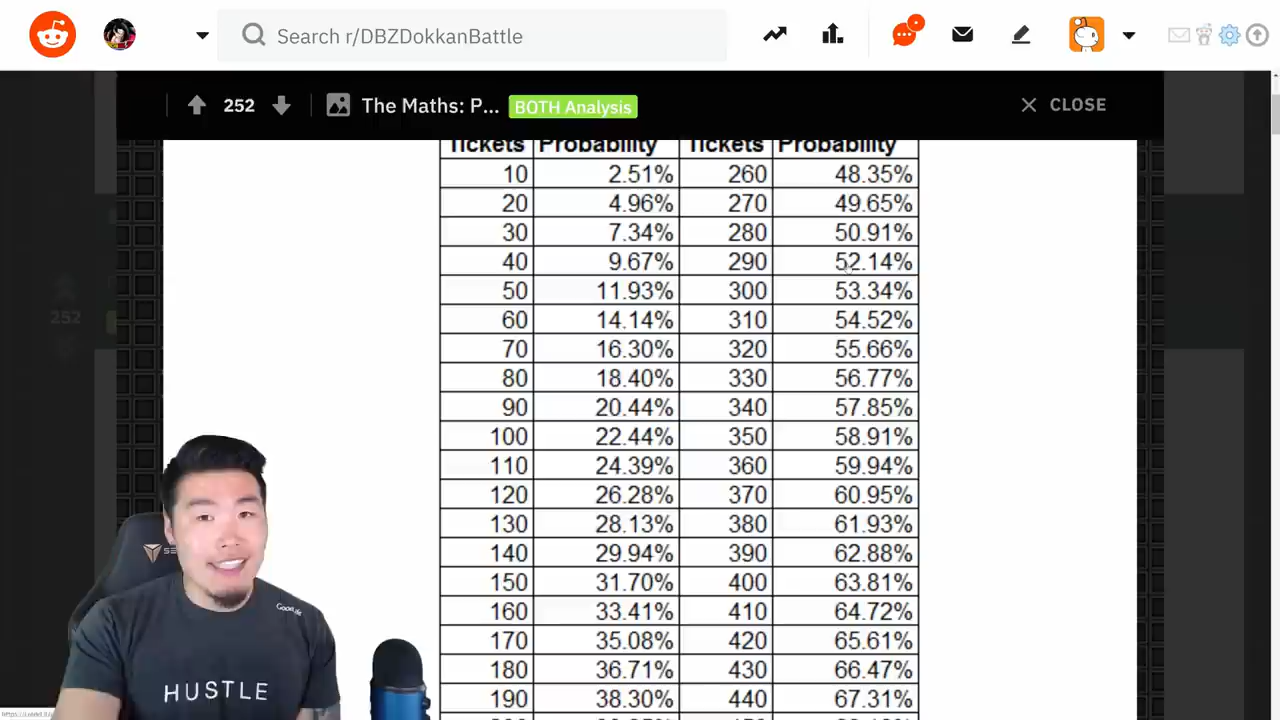 Search r/DBZDokkanBattle
252 The Maths: P... BOTH Analysis CLOSE
Tickets Probability Tickets Probability
10 2.51% 260 48.35%
20 4.96% 270 49.65%
30 7.34% 280 50.91%
40 9.67% 290 52.14%
50 11.93% 300 53.34%
60 14.14% 310 54.52%
70 16.30% 320 55.66%
80 18.40% 330 56.77%
90 20.44% 340 57.85%
100 22.44% 350 58.91%
110 24.39% 360 59.94%
120 26.28% 370 60.95%
130 28.13% 380 61.93%
140 29.94% 390 62.88%
150 31.70% 400 63.81%
160 33.41% 410 64.72%
170 35.08% 420 65.61%
180 36.71% 430 66.47%
190 38.30% 440 67.31%
252
HUSTLE